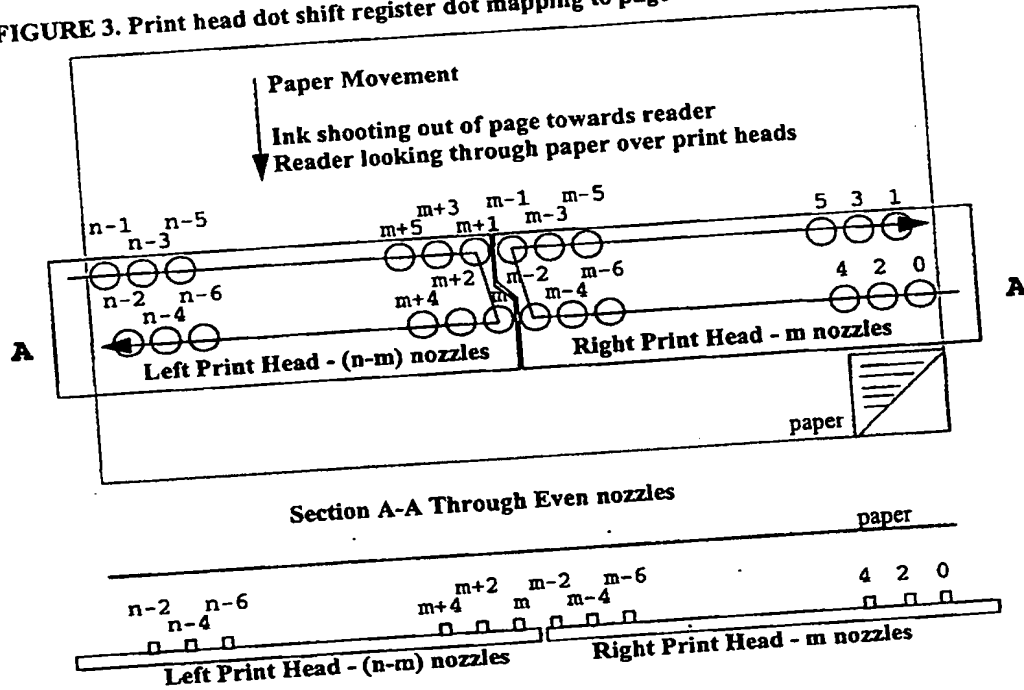 FIGURE 3. Print head dot shift register dot mapping to page
Paper Movement
Ink shooting out of page towards reader
Reader looking through paper over print heads
n-1 n-3 n-5 m+5 m+3 m+1 m-1 m-3 m-5 5 3 1
n-2 n-4 n-6 m+4 m+2 m m-2 m-4 m-6 4 2 0
A A
Left Print Head - (n-m) nozzles Right Print Head - m nozzles
paper
Section A-A Through Even nozzles
paper
n-2 n-4 n-6 m+4 m+2 m m-2 m-4 m-6 4 2 0
Left Print Head - (n-m) nozzles Right Print Head - m nozzles